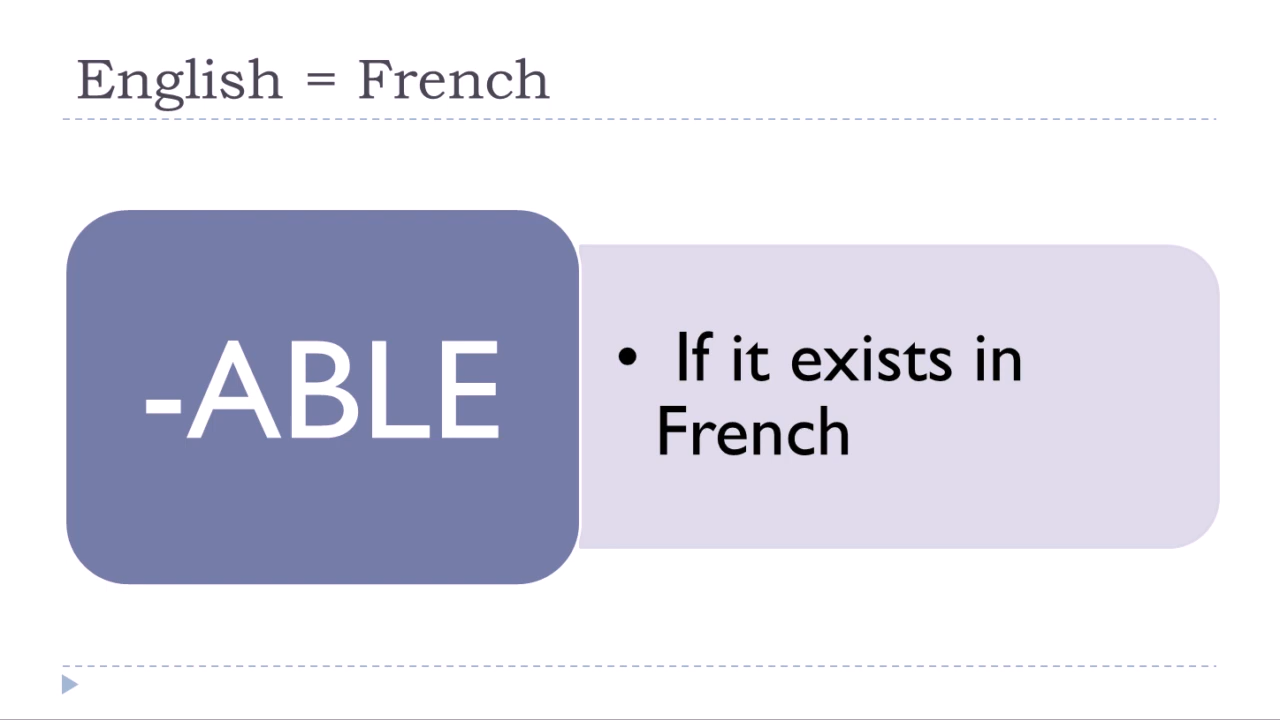 English = French
-ABLE
• If it exists in
French